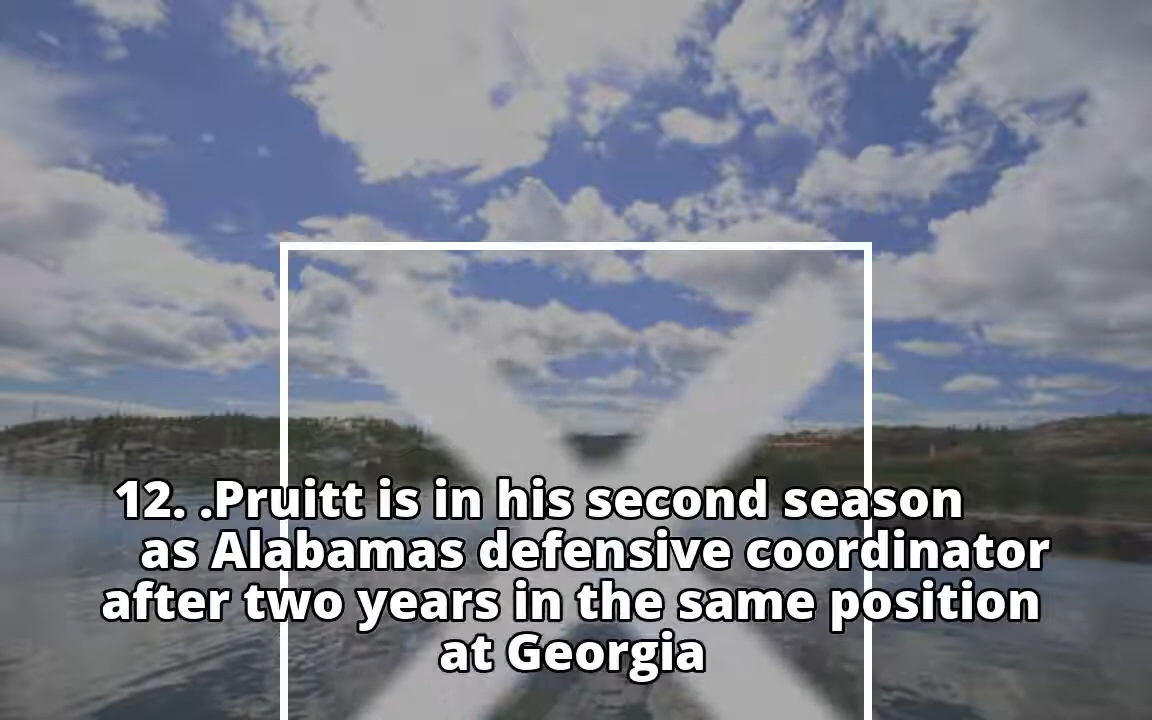 12. .Pruitt is in his second season
as Alabamas defensive coordinator
after two years in the same position
at Georgia